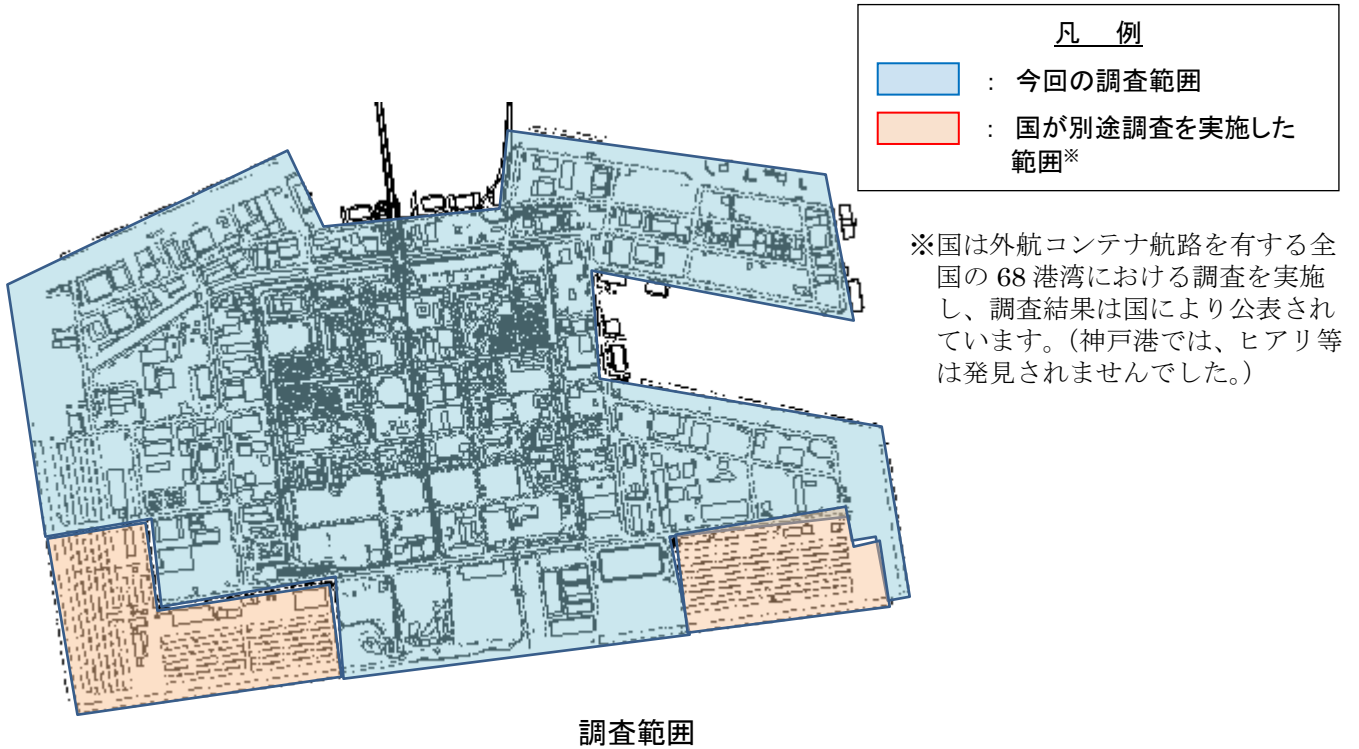 凡 例
： 今回の調査範囲
： 国が別途調査を実施した
範囲※
※国は外航コンテナ航路を有する全
国の 68 港湾における調査を実施
し、調査結果は国により公表され
ています。（神戸港では、ヒアリ等
は発見されませんでした。）
調査範囲